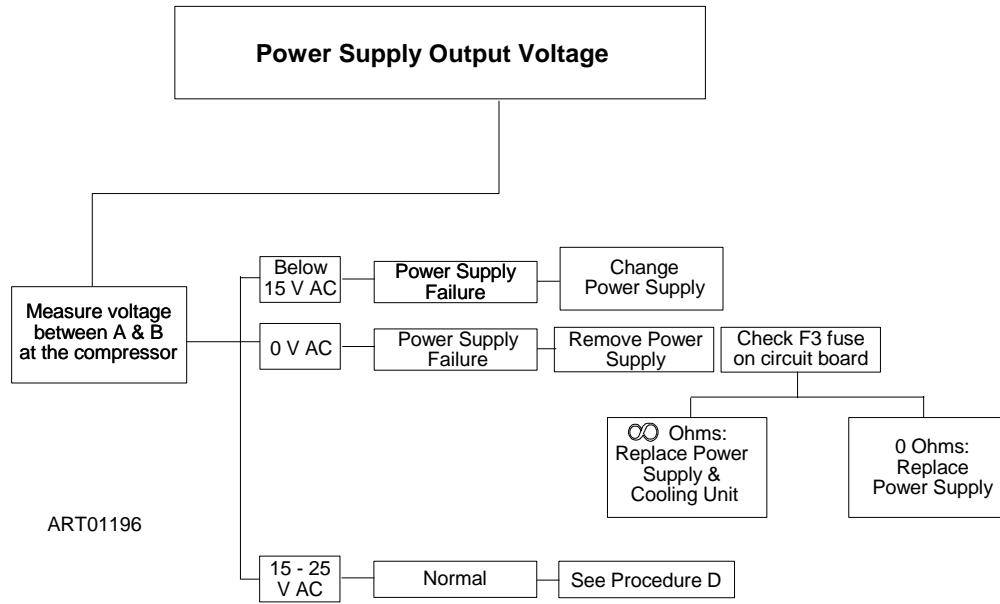 Power Supply Output Voltage
Measure voltage
between A & B
at the compressor
Below
15 V AC
Power Supply
Failure
Change
Power Supply
0 V AC
Power Supply
Failure
Remove Power
Supply
Check F3 fuse
on circuit board
∞ Ohms:
Replace Power
Supply &
Cooling Unit
0 Ohms:
Replace
Power Supply
15 - 25
V AC
Normal
See Procedure D
ART01196